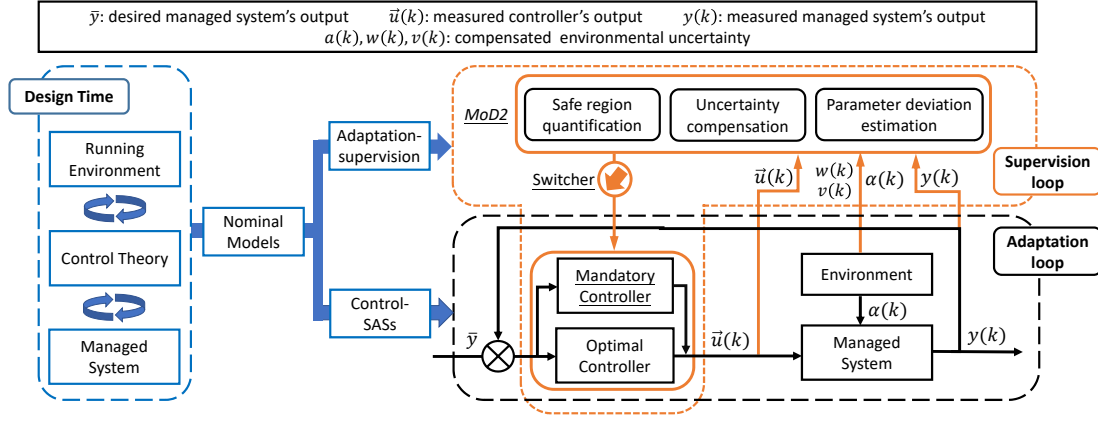 ȳ: desired managed system's output u⃗(k): measured controller's output y(k): measured managed system's output
a(k), w(k), v(k): compensated environmental uncertainty
Design Time
Running
Environment
Control Theory
Managed
System
Nominal
Models
Adaptation-
supervision
Control-
SASs
MoD2
Safe region
quantification
Uncertainty
compensation
Parameter deviation
estimation
Supervision
loop
Switcher
u⃗(k)
w(k)
v(k)
α(k)
y(k)
Adaptation
loop
Mandatory
Controller
Environment
α(k)
ȳ
Optimal
Controller
u⃗(k)
Managed
System
y(k)